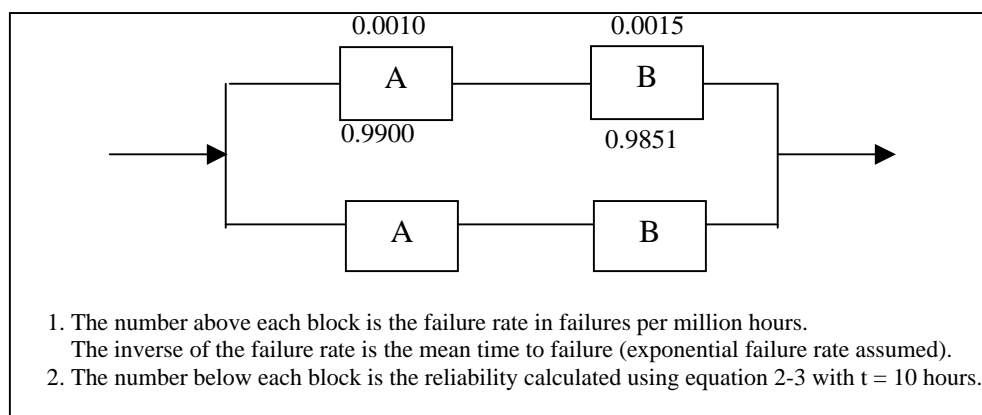 0.0010 0.0015
A B
0.9900 0.9851
A B
1. The number above each block is the failure rate in failures per million hours.
The inverse of the failure rate is the mean time to failure (exponential failure rate assumed).
2. The number below each block is the reliability calculated using equation 2-3 with t = 10 hours.